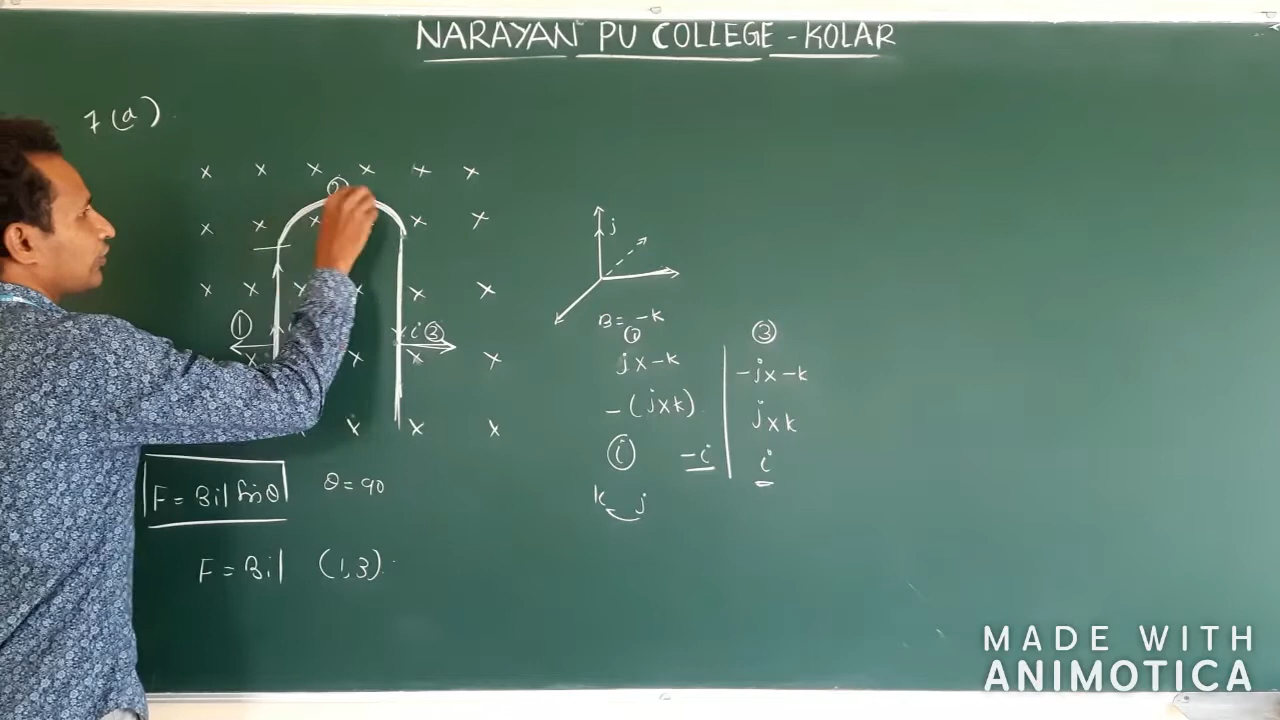 NARAYAN PU COLLEGE - KOLAR
7 (a).
x x x x x x
x x x x x
x x x x x x
j
① i ③
x x x x
x x x
B = -k
① ③
j x -k -j x -k
-(j x k) j x k
ⓘ -i i
k j
F = Bil Sinθ θ = 90
F = Bil (1,3).
MADE WITH
ANIMOTICA